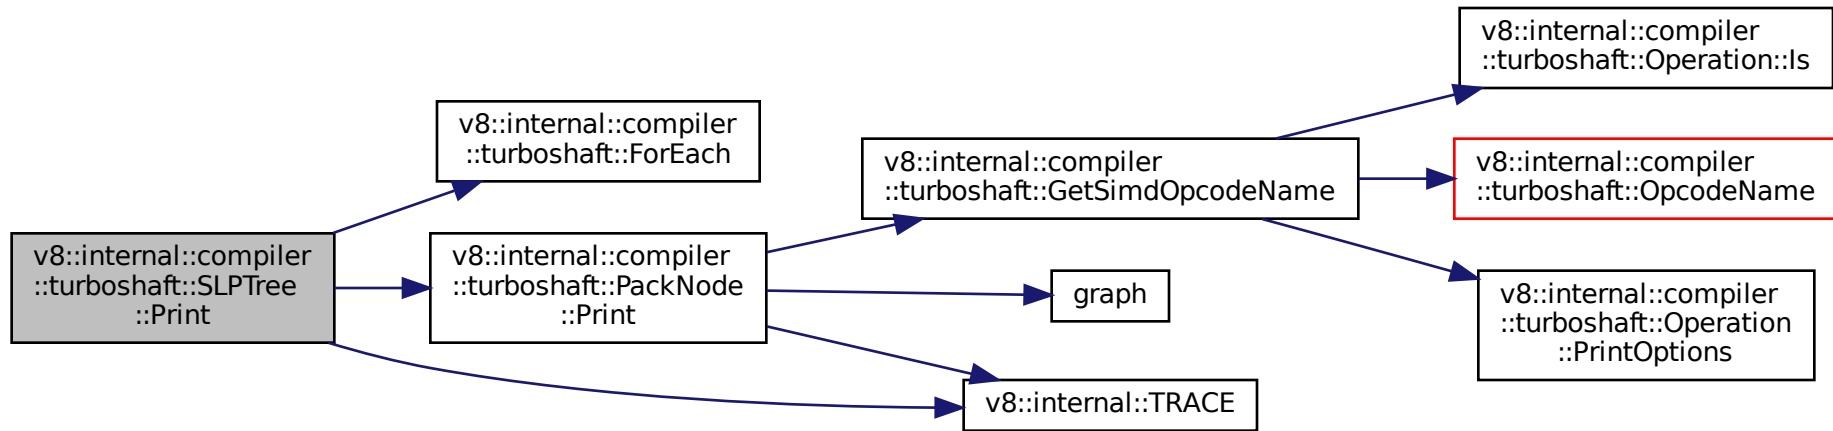 v8::internal::compiler
::turboshaft::SLPTree
::Print
v8::internal::compiler
::turboshaft::ForEach
v8::internal::compiler
::turboshaft::PackNode
::Print
v8::internal::compiler
::turboshaft::GetSimdOpcodeName
graph
v8::internal::TRACE
v8::internal::compiler
::turboshaft::Operation::Is
v8::internal::compiler
::turboshaft::OpcodeName
v8::internal::compiler
::turboshaft::Operation
::PrintOptions